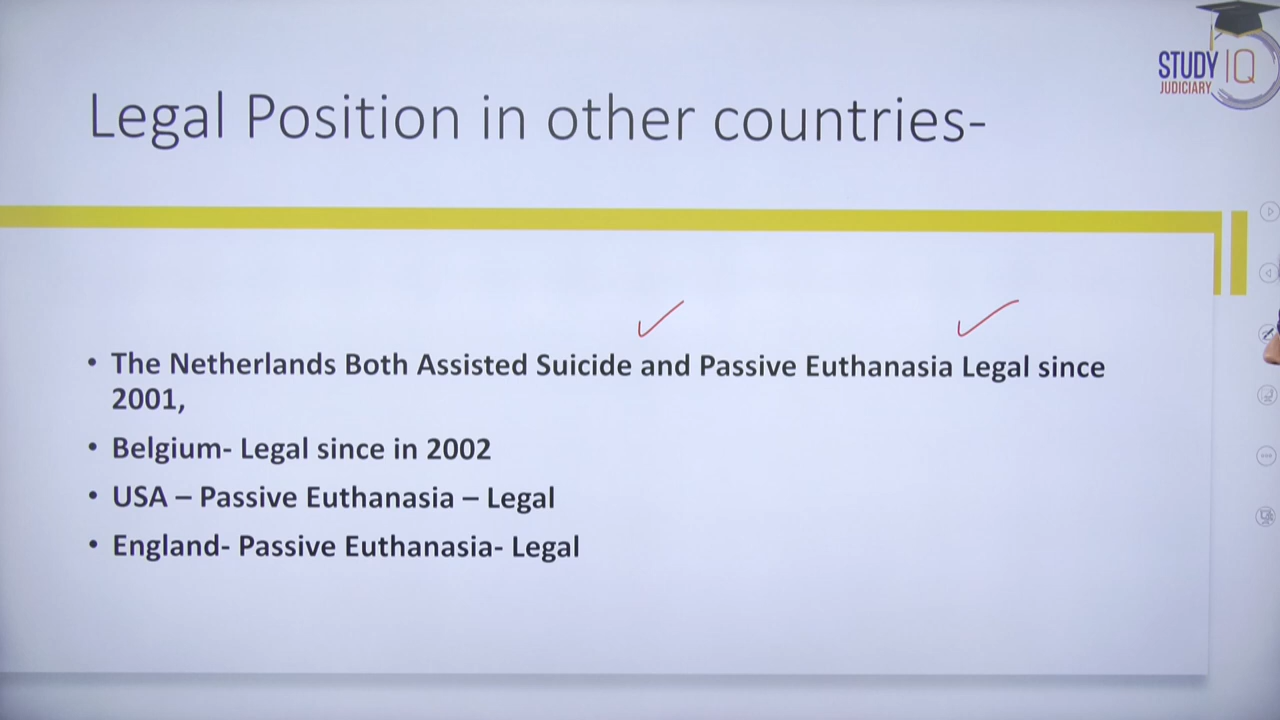 STUDY IQ
JUDICIARY
Legal Position in other countries-
• The Netherlands Both Assisted Suicide and Passive Euthanasia Legal since
2001,
• Belgium- Legal since in 2002
• USA – Passive Euthanasia – Legal
• England- Passive Euthanasia- Legal